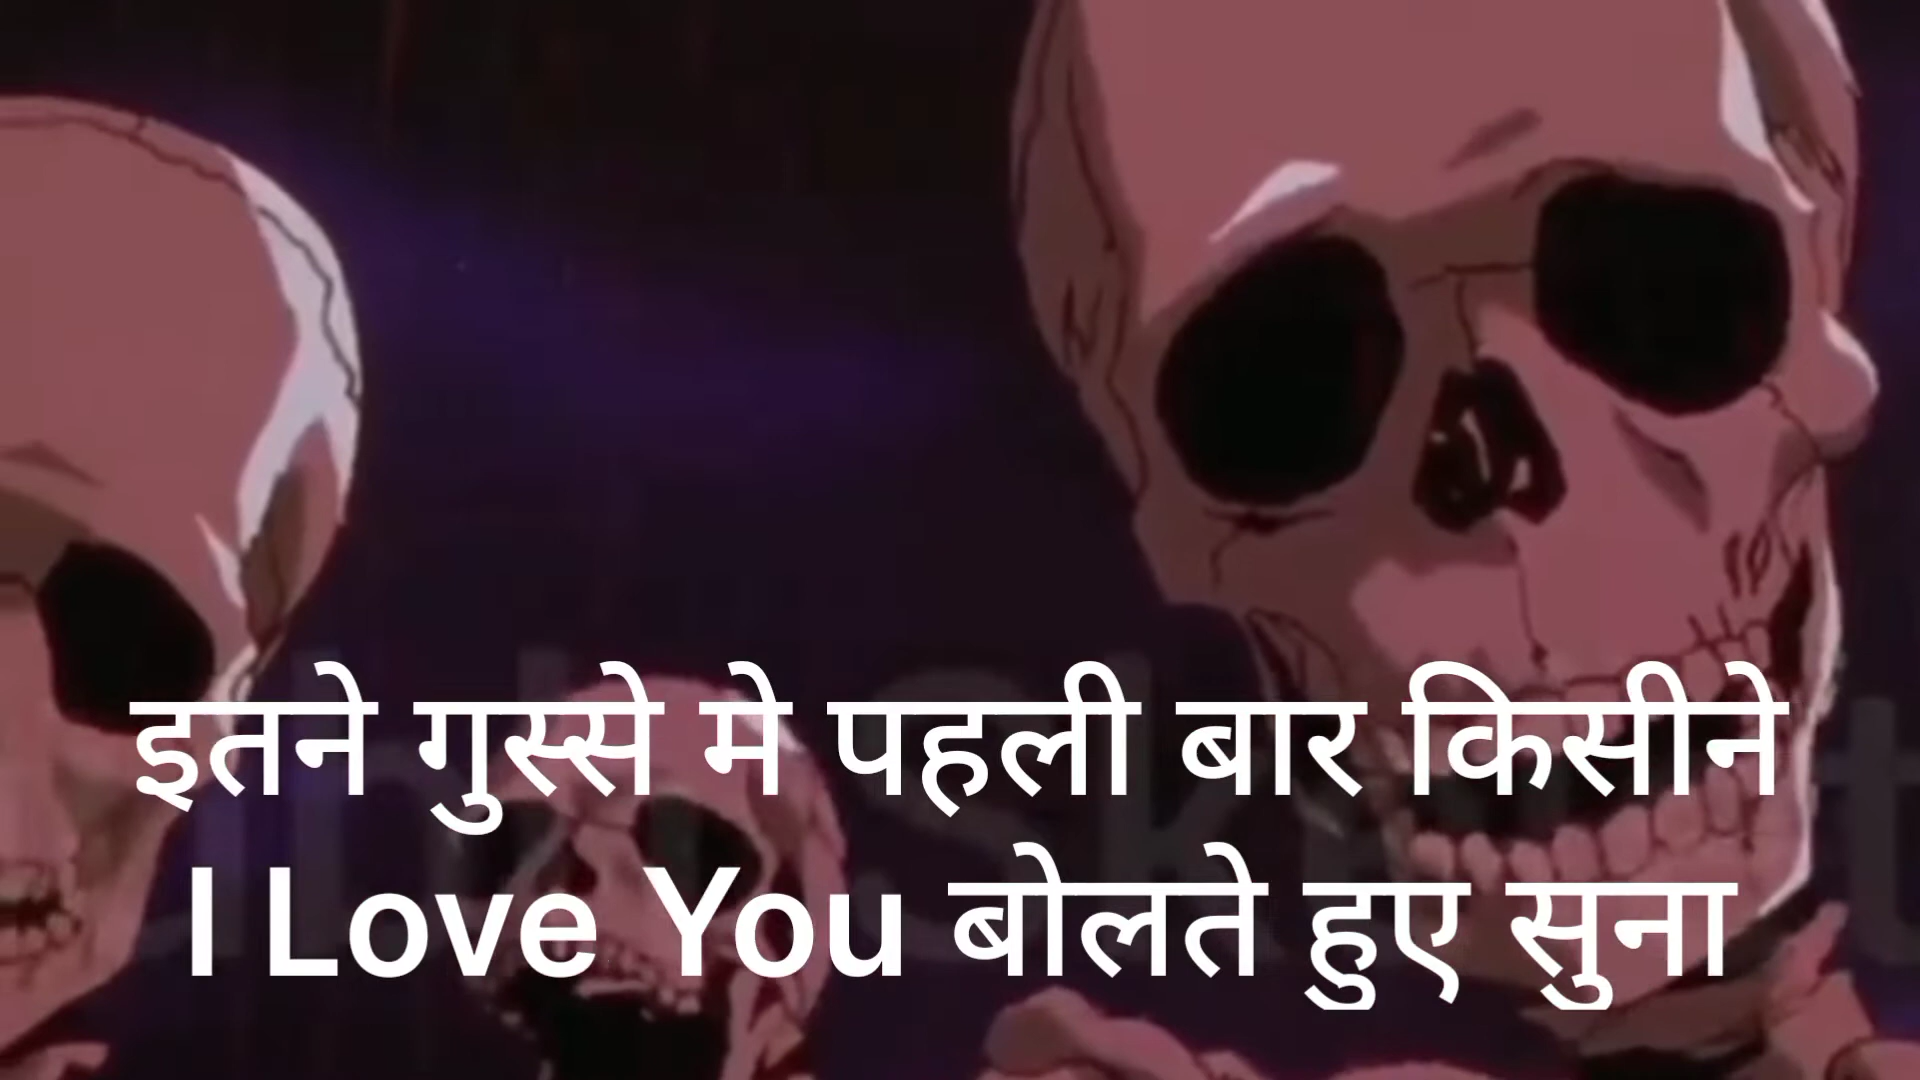 इतने गुस्से मे पहली बार किसीने
I Love You बोलते हुए सुना